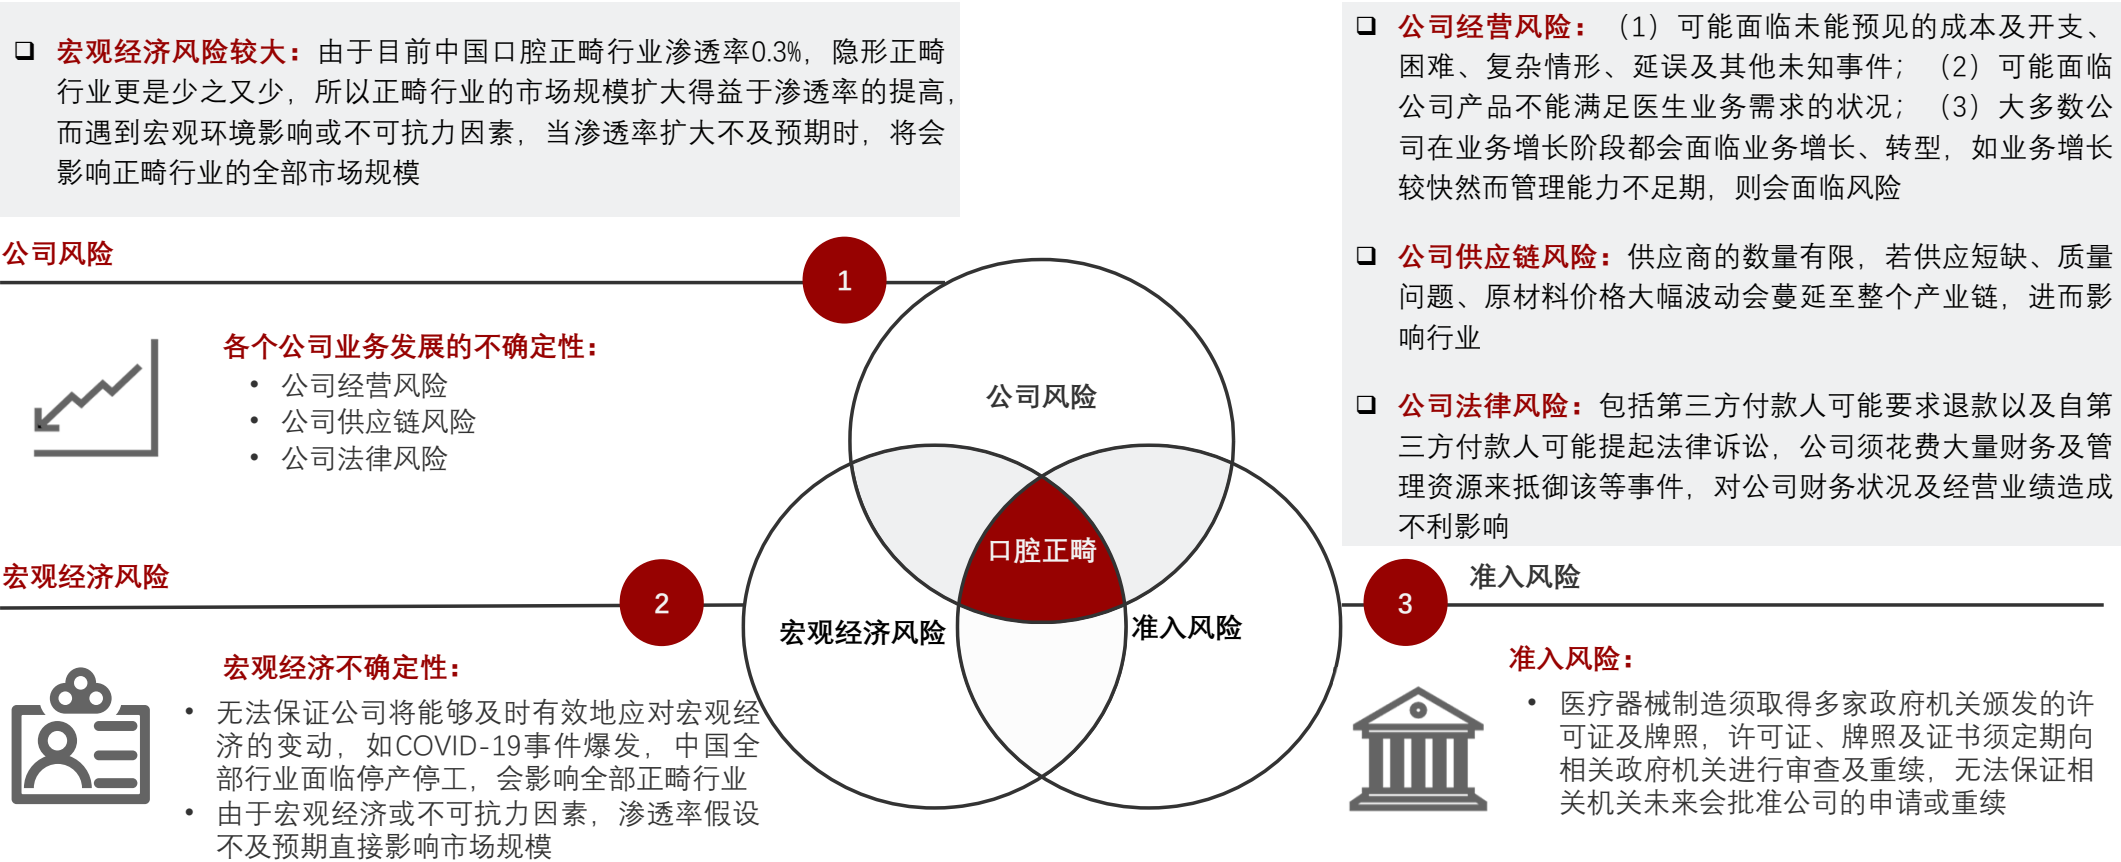 宏观经济风险较大：由于目前中国口腔正畸行业渗透率0.3%，隐形正畸
行业更是少之又少，所以正畸行业的市场规模扩大得益于渗透率的提高，
而遇到宏观环境影响或不可抗力因素，当渗透率扩大不及预期时，将会
影响正畸行业的全部市场规模
公司经营风险：（1）可能面临未能预见的成本及开支、
困难、复杂情形、延误及其他未知事件；（2）可能面临
公司产品不能满足医生业务需求的状况；（3）大多数公
司在业务增长阶段都会面临业务增长、转型，如业务增长
较快然而管理能力不足期，则会面临风险
公司供应链风险：供应商的数量有限，若供应短缺、质量
问题、原材料价格大幅波动会蔓延至整个产业链，进而影
响行业
公司法律风险：包括第三方付款人可能要求退款以及自第
三方付款人可能提起法律诉讼，公司须花费大量财务及管
理资源来抵御该等事件，对公司财务状况及经营业绩造成
不利影响
公司风险
1
各个公司业务发展的不确定性：
• 公司经营风险
• 公司供应链风险
• 公司法律风险
公司风险
口腔正畸
宏观经济风险
准入风险
宏观经济风险
2
宏观经济不确定性：
• 无法保证公司将能够及时有效地应对宏观经
济的变动，如COVID-19事件爆发，中国全
部行业面临停产停工，会影响全部正畸行业
• 由于宏观经济或不可抗力因素，渗透率假设
不及预期直接影响市场规模
3
准入风险
准入风险：
• 医疗器械制造须取得多家政府机关颁发的许
可证及牌照，许可证、牌照及证书须定期向
相关政府机关进行审查及重续，无法保证相
关机关未来会批准公司的申请或重续